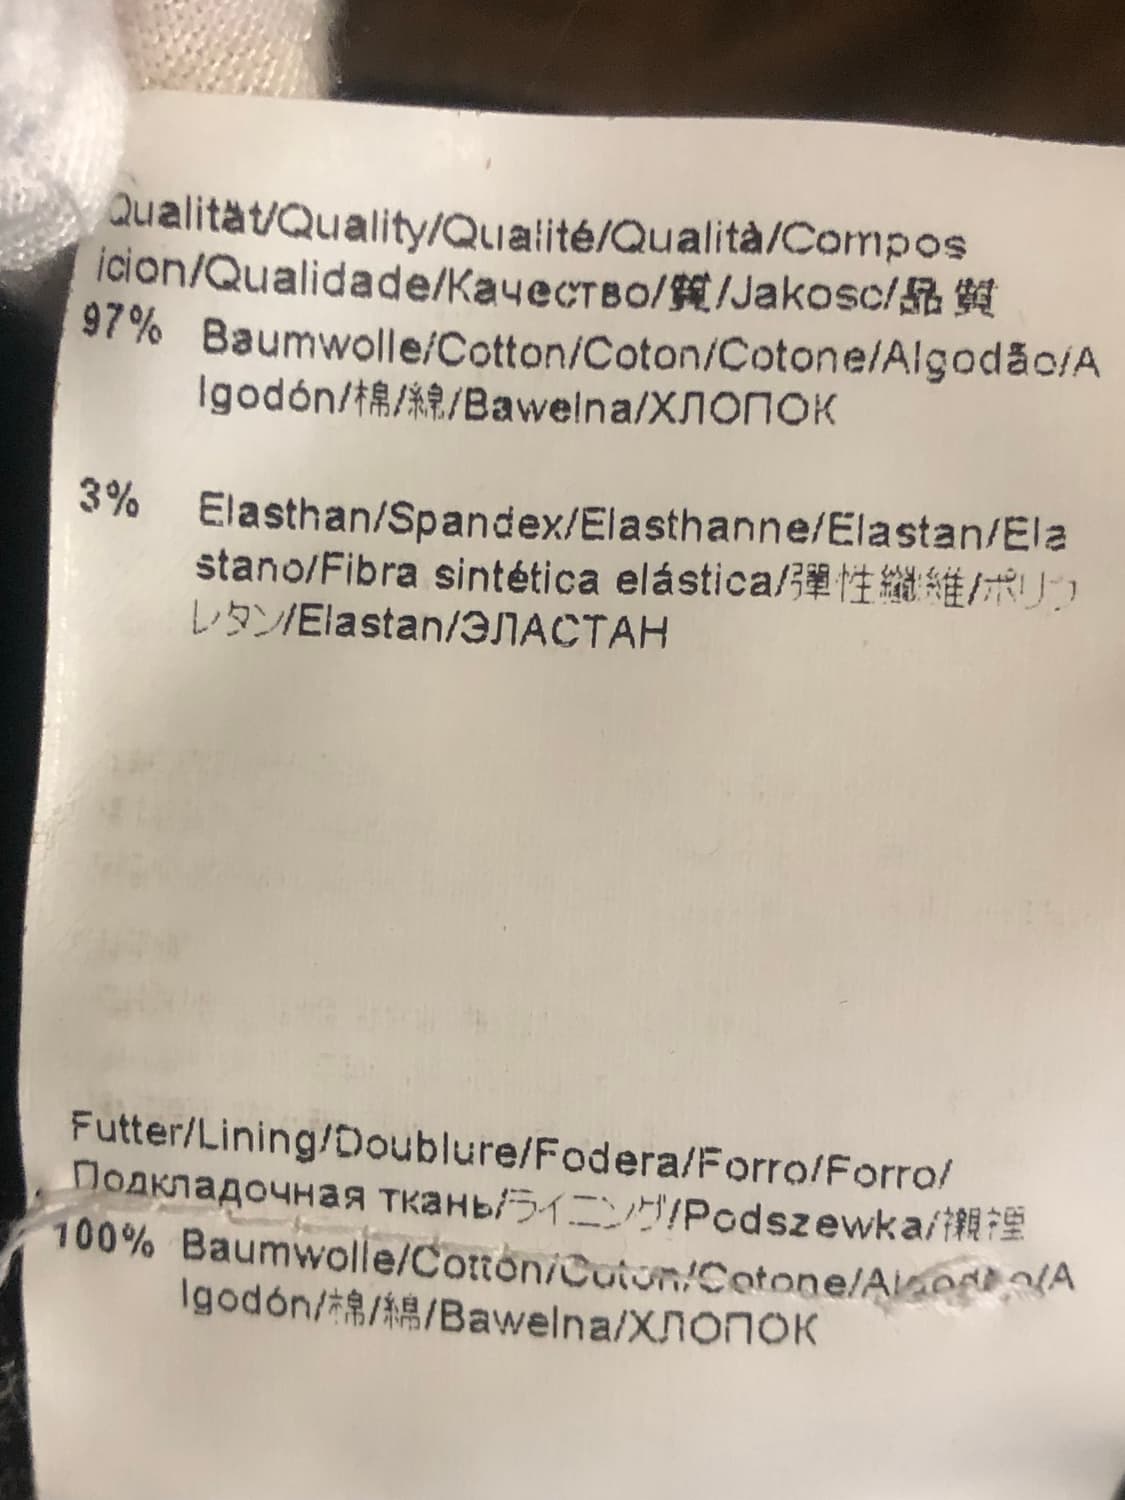 Qualität/Quality/Qualité/Qualità/Compos
icion/Qualidade/Качество/質/Jakosc/品質
97% Baumwolle/Cotton/Coton/Cotone/Algodão/A
lgodón/棉/綿/Bawelna/ХЛОПОК
3% Elasthan/Spandex/Elasthanne/Elastan/Ela
stano/Fibra sintética elástica/彈性纖維/ポリウ
レタン/Elastan/ЭЛАСТАН
Futter/Lining/Doublure/Fodera/Forro/Forro/
Подкладочная ткань/ライニング/Podszewka/襯裡
100% Baumwolle/Cotton/Coton/Cotone/Algodão/A
lgodón/棉/綿/Bawelna/ХЛОПОК